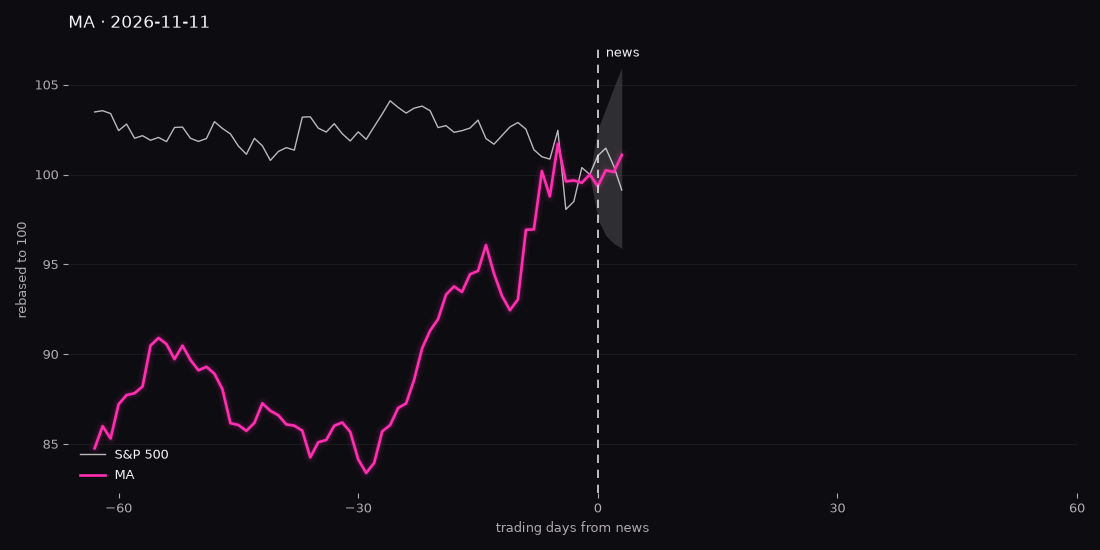 MA · 2026-11-11
news
rebased to 100
105
100
95
90
85
S&P 500
MA
−60
−30
0
30
60
trading days from news